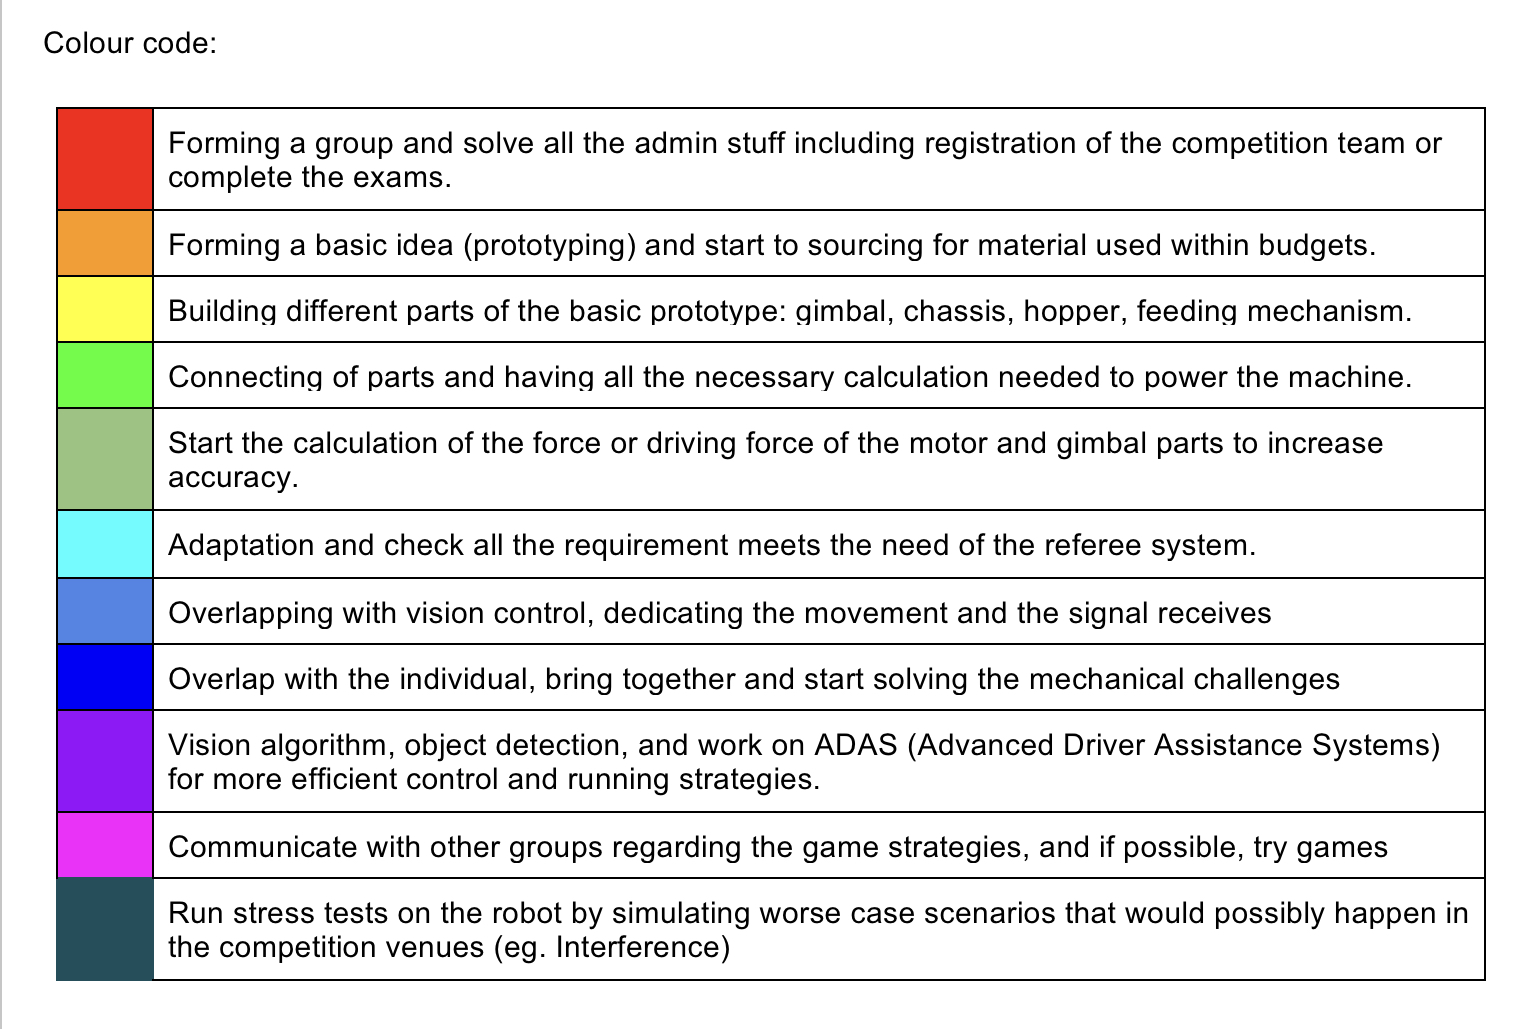 Colour code:
Forming a group and solve all the admin stuff including registration of the competition team or
complete the exams.
Forming a basic idea (prototyping) and start to sourcing for material used within budgets.
Building different parts of the basic prototype: gimbal, chassis, hopper, feeding mechanism.
Connecting of parts and having all the necessary calculation needed to power the machine.
Start the calculation of the force or driving force of the motor and gimbal parts to increase
accuracy.
Adaptation and check all the requirement meets the need of the referee system.
Overlapping with vision control, dedicating the movement and the signal receives
Overlap with the individual, bring together and start solving the mechanical challenges
Vision algorithm, object detection, and work on ADAS (Advanced Driver Assistance Systems)
for more efficient control and running strategies.
Communicate with other groups regarding the game strategies, and if possible, try games
Run stress tests on the robot by simulating worse case scenarios that would possibly happen in
the competition venues (eg. Interference)